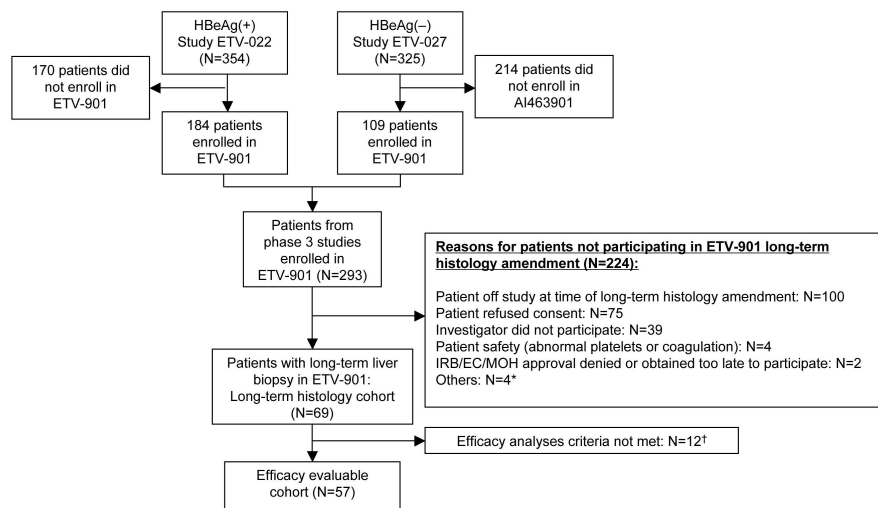 HBeAg(+)
Study ETV-022
(N=354)
HBeAg(–)
Study ETV-027
(N=325)
170 patients did
not enroll in
ETV-901
214 patients did
not enroll in
AI463901
184 patients
enrolled in
ETV-901
109 patients
enrolled in
ETV-901
Patients from
phase 3 studies
enrolled in
ETV-901 (N=293)
Reasons for patients not participating in ETV-901 long-term
histology amendment (N=224):
Patient off study at time of long-term histology amendment: N=100
Patient refused consent: N=75
Investigator did not participate: N=39
Patient safety (abnormal platelets or coagulation): N=4
IRB/EC/MOH approval denied or obtained too late to participate: N=2
Others: N=4*
Patients with long-term liver
biopsy in ETV-901:
Long-term histology cohort
(N=69)
Efficacy analyses criteria not met: N=12†
Efficacy evaluable
cohort (N=57)